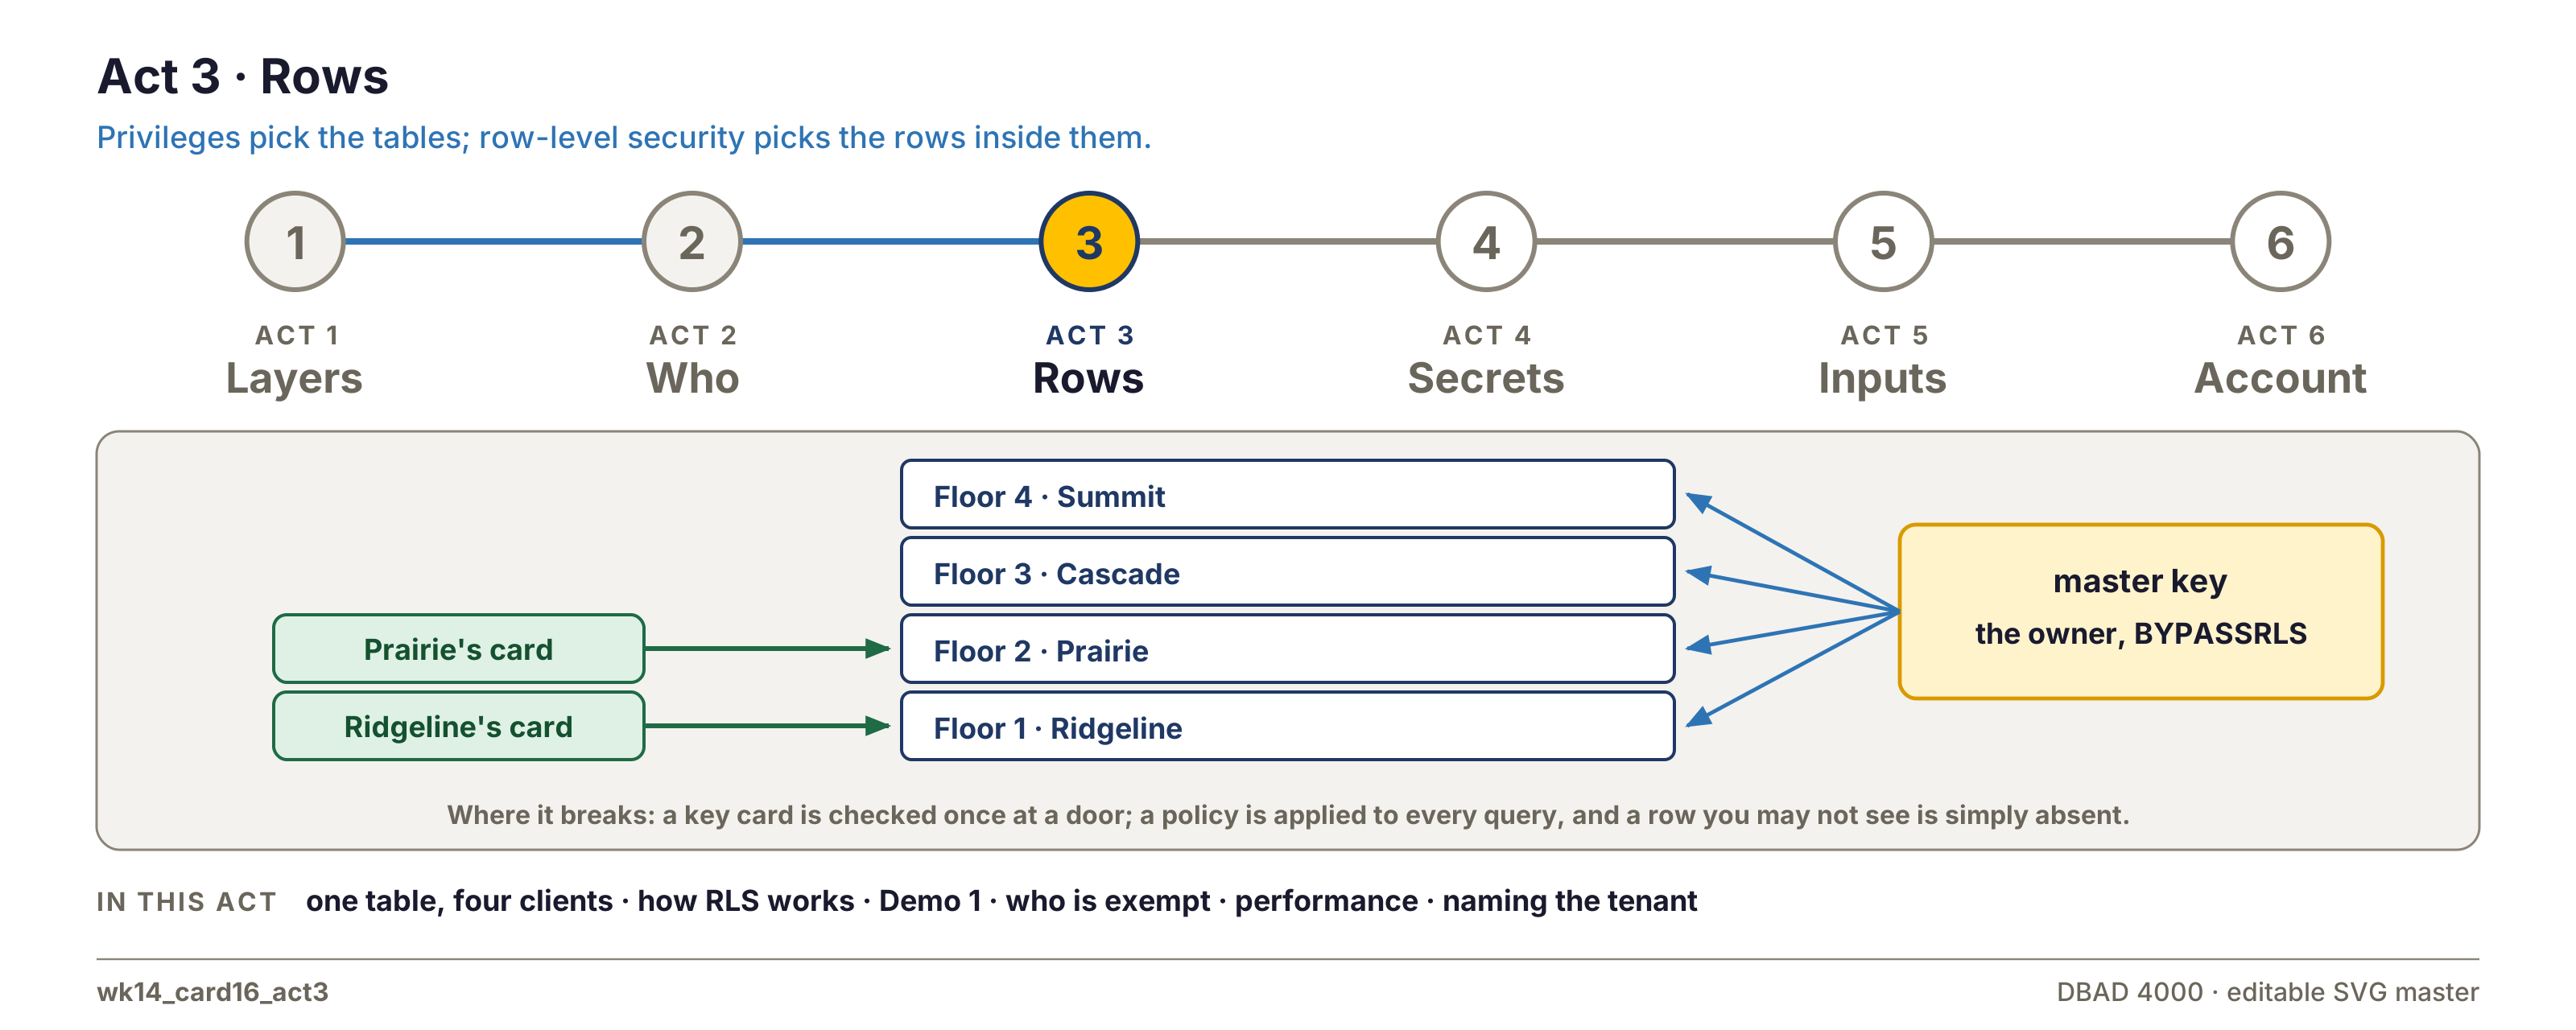 Act 3 · Rows
Privileges pick the tables; row-level security picks the rows inside them.
1
2
3
4
5
6
ACT 1
ACT 2
ACT 3
ACT 4
ACT 5
ACT 6
Layers
Who
Rows
Secrets
Inputs
Account
Floor 4 · Summit
Floor 3 · Cascade
Floor 2 · Prairie
Floor 1 · Ridgeline
Prairie's card
Ridgeline's card
master key
the owner, BYPASSRLS
Where it breaks: a key card is checked once at a door; a policy is applied to every query, and a row you may not see is simply absent.
IN THIS ACT one table, four clients · how RLS works · Demo 1 · who is exempt · performance · naming the tenant
wk14_card16_act3
DBAD 4000 · editable SVG master